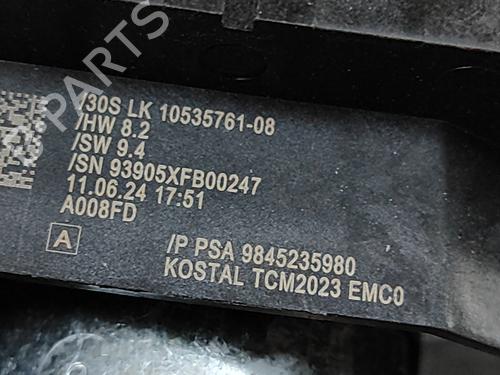 /30S LK 10535761-08
/HW 8.2
/SW 9.4
/SN 93905XFB00247
11.06.24 17:51
A008FD
A
/P PSA 9845235980
KOSTAL TCM2023 EMC0